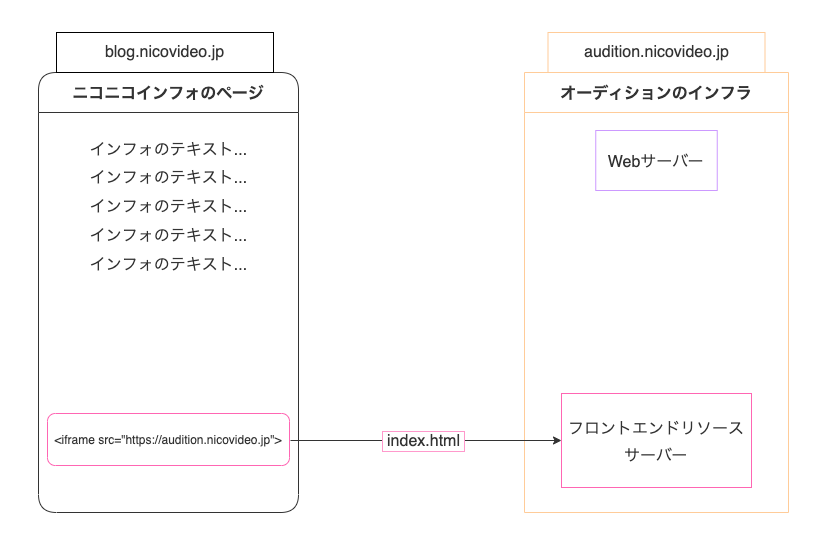 blog.nicovideo.jp
ニコニコインフォのページ
インフォのテキスト...
インフォのテキスト...
インフォのテキスト...
インフォのテキスト...
インフォのテキスト...
<iframe src="https://audition.nicovideo.jp">
index.html
audition.nicovideo.jp
オーディションのインフラ
Webサーバー
フロントエンドリソース
サーバー